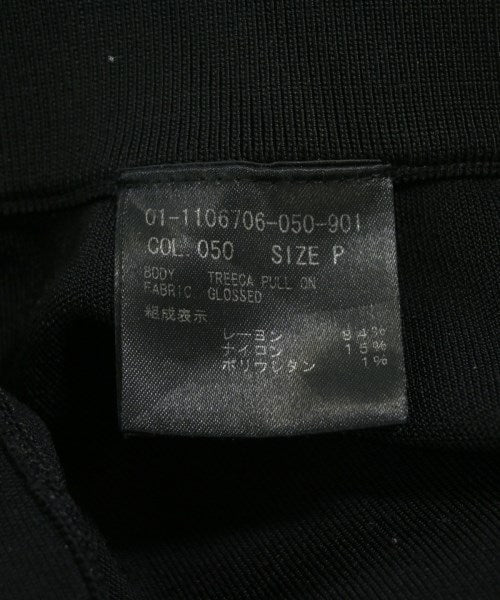 01-1106706-050-901
COL. 050 SIZE P
BODY TREECA PULL ON
FABRIC GLOSSED
組成表示
レーヨン 84%
ナイロン 15%
ポリウレタン 1%